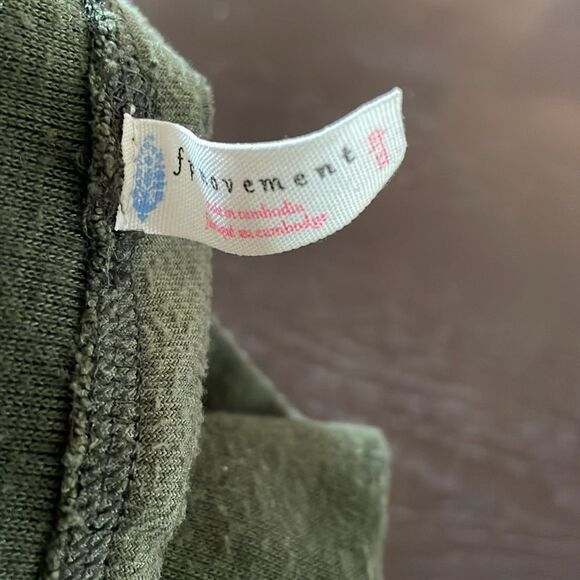 fp movement
made in cambodia
fabriqué au cambodge